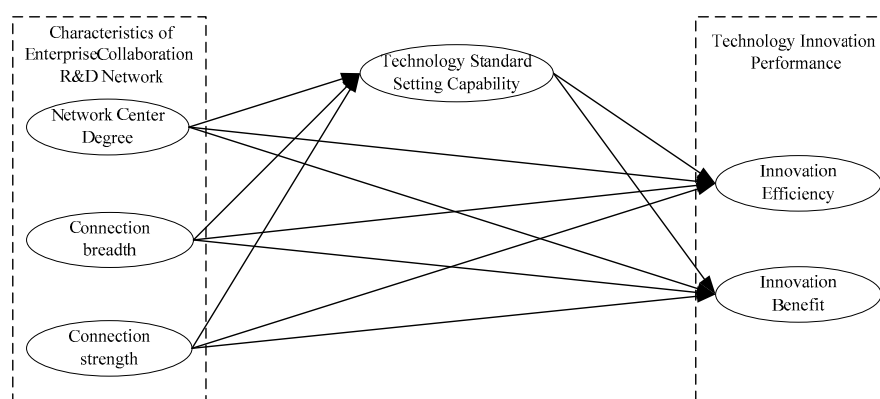 Characteristics of
EnterpriseCollaboration
R&D Network
Network Center
Degree
Connection
breadth
Connection
strength
Technology Standard
Setting Capability
Technology Innovation
Performance
Innovation
Efficiency
Innovation
Benefit